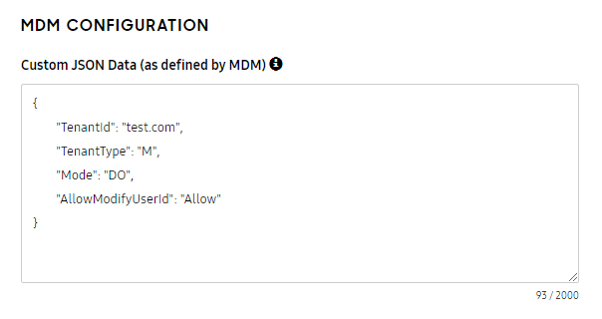 MDM CONFIGURATION
Custom JSON Data (as defined by MDM)
{
"TenantId": "test.com",
"TenantType": "M",
"Mode": "DO",
"AllowModifyUserId": "Allow"
}
93 / 2000